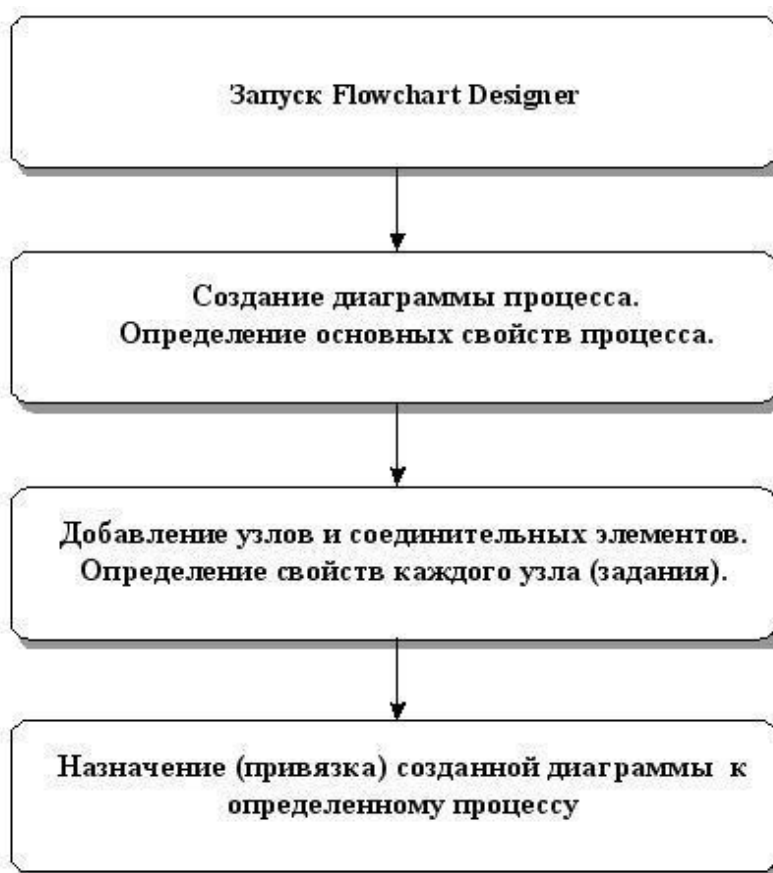 Запуск Flowchart Designer
Создание диаграммы процесса.
Определение основных свойств процесса.
Добавление узлов и соединительных элементов.
Определение свойств каждого узла (задания).
Назначение (привязка) созданной диаграммы к
определенному процессу